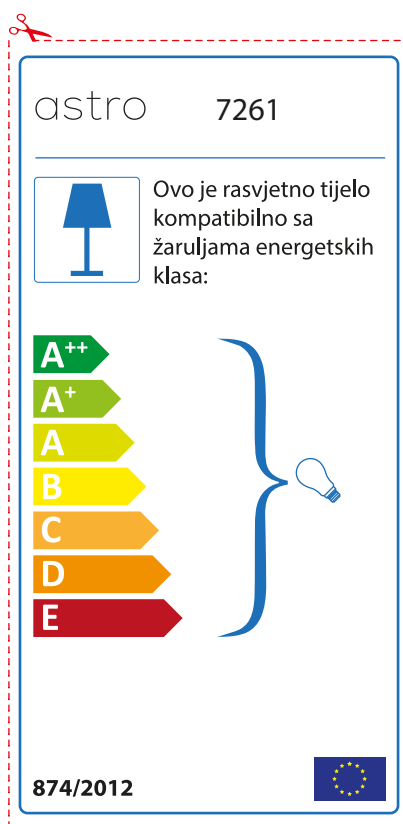 astro 7261
Ovo je rasvjetno tijelo
kompatibilno sa
žaruljama energetskih
klasa:
A++
A+
A
B
C
D
E
874/2012